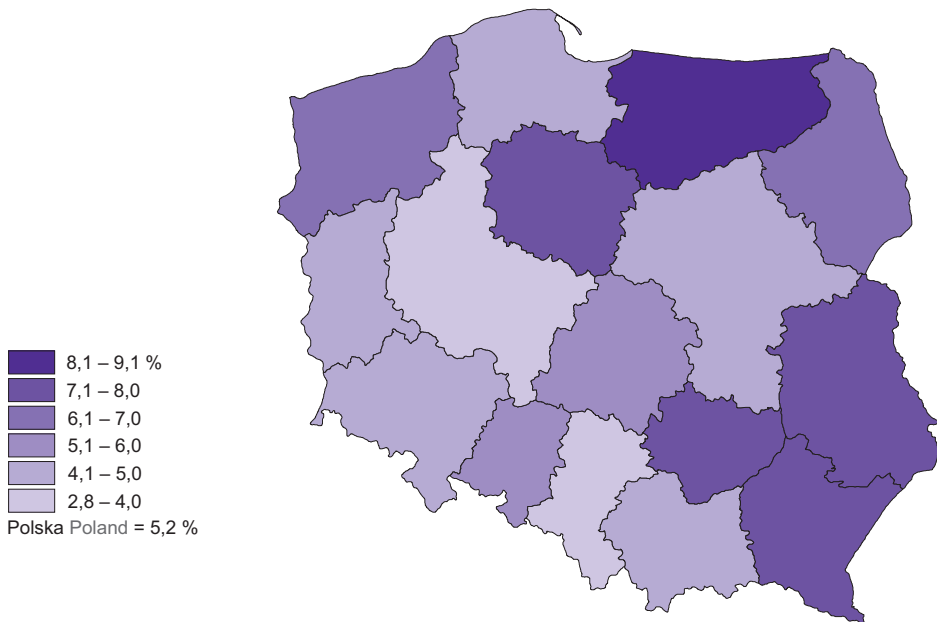 8,1 – 9,1 %
7,1 – 8,0
6,1 – 7,0
5,1 – 6,0
4,1 – 5,0
2,8 – 4,0
Polska Poland = 5,2 %